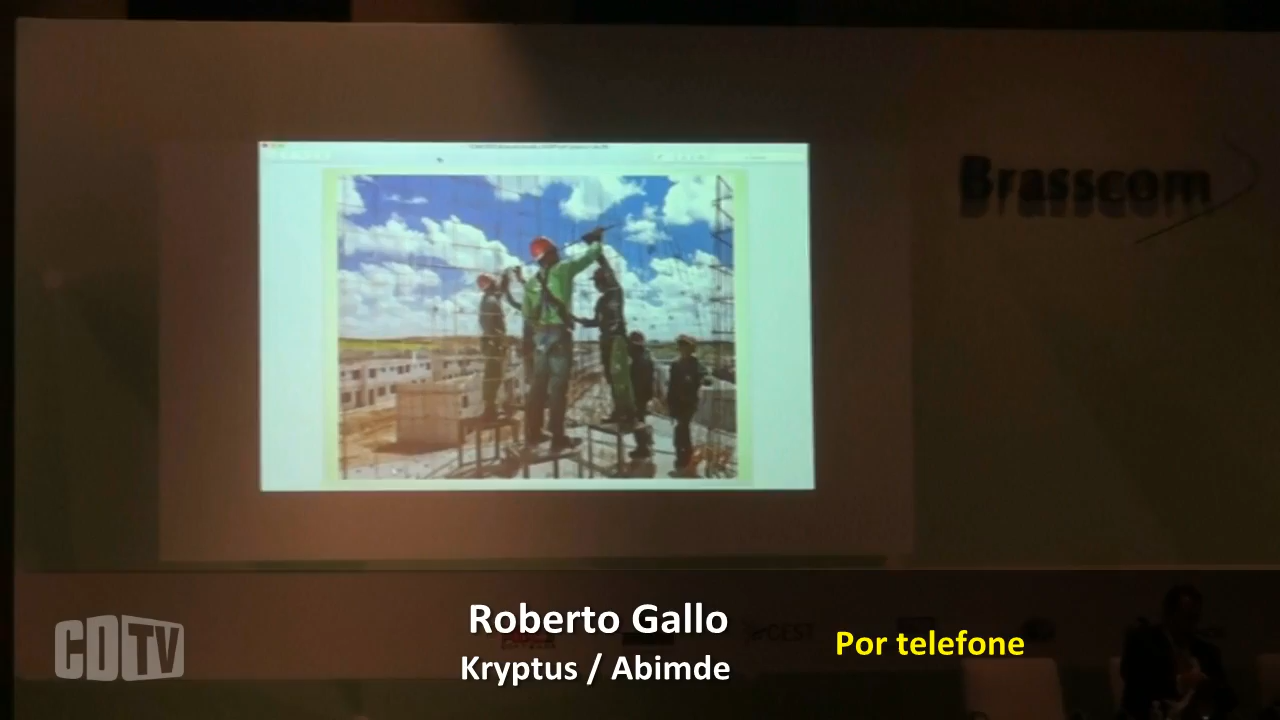 Brasscom
Roberto Gallo
Kryptus / Abimde
Por telefone
CDTV